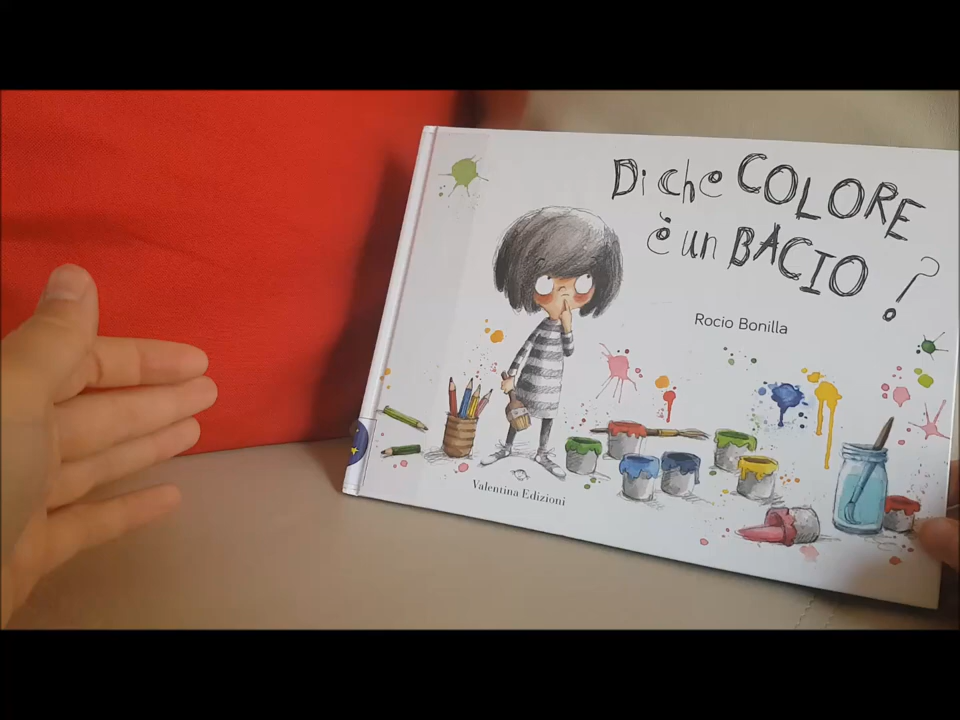 Di che COLORE
è un BACIO ?
Rocio Bonilla
Valentina Edizioni